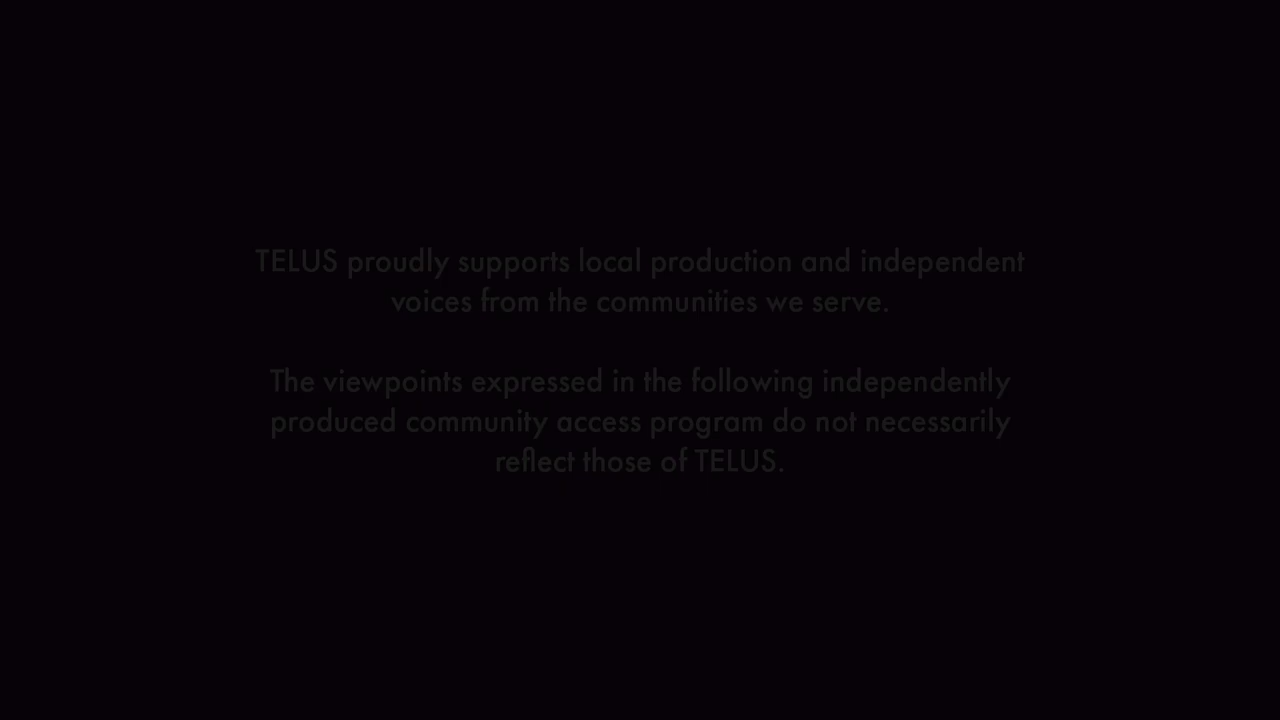 TELUS proudly supports local production and independent
voices from the communities we serve.
The viewpoints expressed in the following independently
produced community access program do not necessarily
reflect those of TELUS.